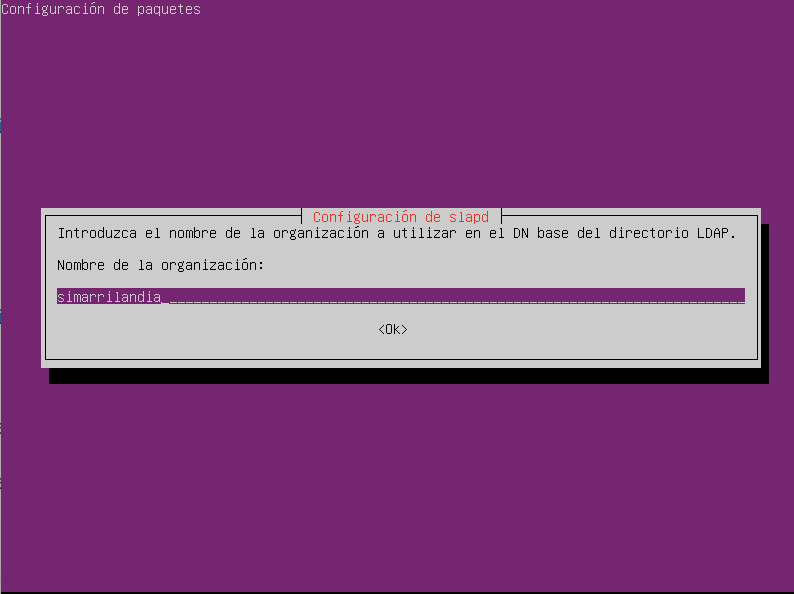 Configuración de paquetes
Configuración de slapd
Introduzca el nombre de la organización a utilizar en el DN base del directorio LDAP.
Nombre de la organización:
simarrilandia
<Ok>